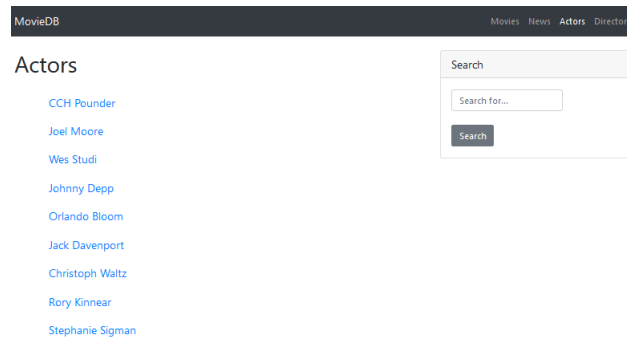 MovieDB
Movies News Actors Director
Actors
CCH Pounder
Joel Moore
Wes Studi
Johnny Depp
Orlando Bloom
Jack Davenport
Christoph Waltz
Rory Kinnear
Stephanie Sigman
Search
Search for...
Search